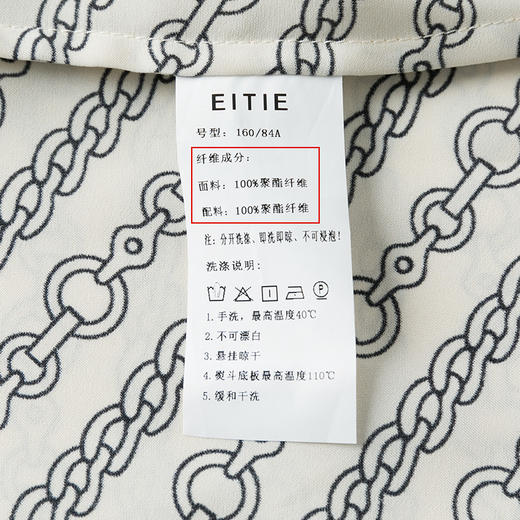 EITIE
号型: 160/84A
纤维成分:
面料: 100%聚酯纤维
配料: 100%聚酯纤维
注: 分开洗涤、即洗即晾、不可浸泡!
洗涤说明:
P
1. 手洗，最高温度40℃
2. 不可漂白
3. 悬挂晾干
4. 熨斗底板最高温度110℃
5. 缓和干洗